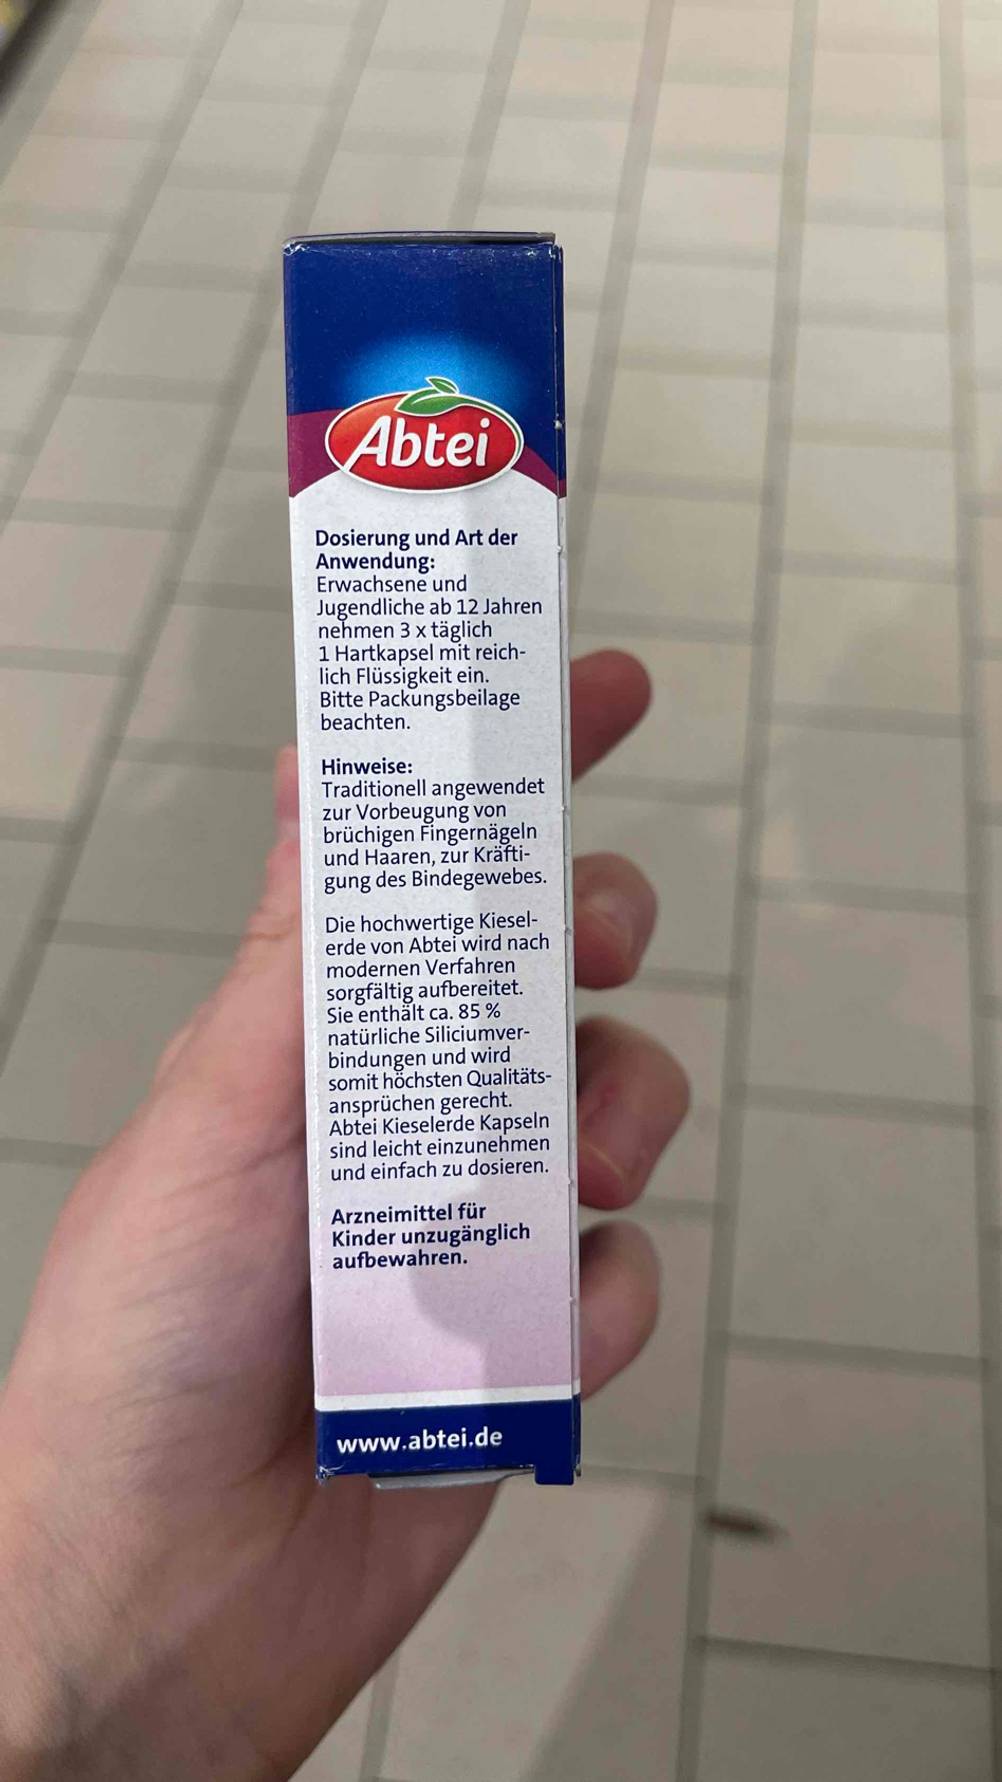 Abtei
Dosierung und Art der
Anwendung:
Erwachsene und
Jugendliche ab 12 Jahren
nehmen 3 x täglich
1 Hartkapsel mit reich-
lich Flüssigkeit ein.
Bitte Packungsbeilage
beachten.
Hinweise:
Traditionell angewendet
zur Vorbeugung von
brüchigen Fingernägeln
und Haaren, zur Kräfti-
gung des Bindegewebes.
Die hochwertige Kiesel-
erde von Abtei wird nach
modernen Verfahren
sorgfältig aufbereitet.
Sie enthält ca. 85 %
natürliche Siliciumver-
bindungen und wird
somit höchsten Qualitäts-
ansprüchen gerecht.
Abtei Kieselerde Kapseln
sind leicht einzunehmen
und einfach zu dosieren.
Arzneimittel für
Kinder unzugänglich
aufbewahren.
www.abtei.de